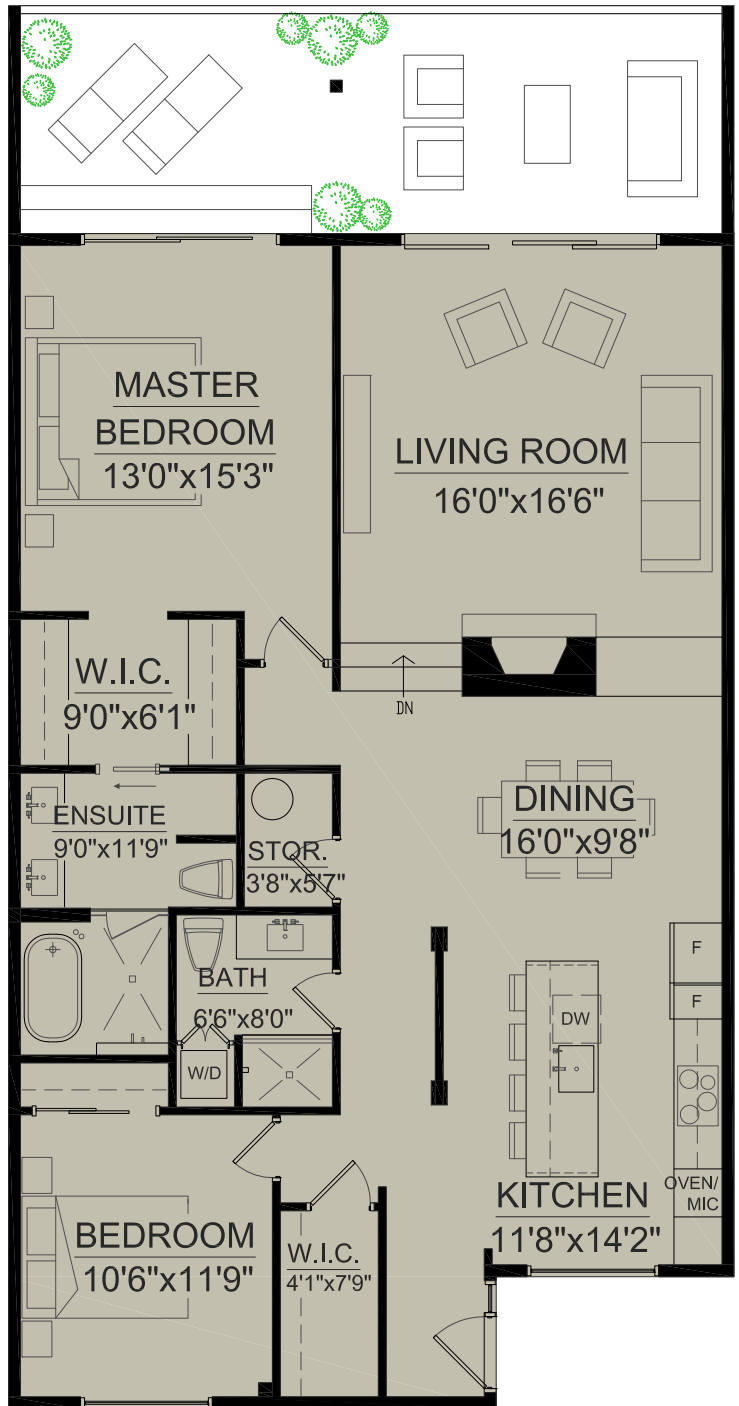 MASTER
BEDROOM
13'0"x15'3"
LIVING ROOM
16'0"x16'6"
W.I.C.
9'0"x6'1"
DN
ENSUITE
9'0"x11'9"
STOR.
3'8"x5'7"
DINING
16'0"x9'8"
BATH
6'6"x8'0"
W/D
F
F
DW
OVEN/
MIC
KITCHEN
11'8"x14'2"
BEDROOM
10'6"x11'9"
W.I.C.
4'1"x7'9"